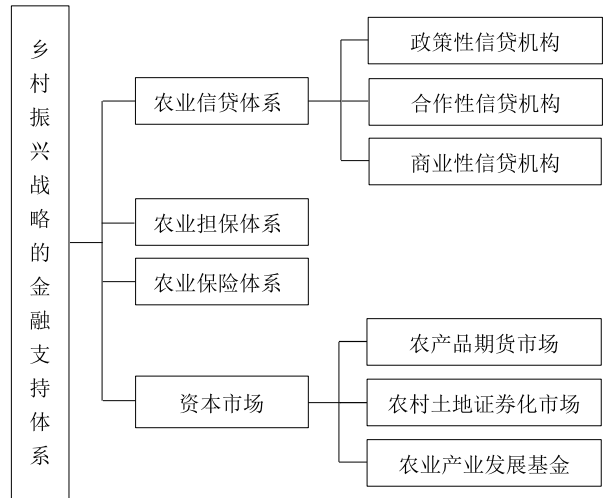 乡村振兴战略的金融支持体系
农业信贷体系
政策性信贷机构
合作性信贷机构
商业性信贷机构
农业担保体系
农业保险体系
资本市场
农产品期货市场
农村土地证券化市场
农业产业发展基金